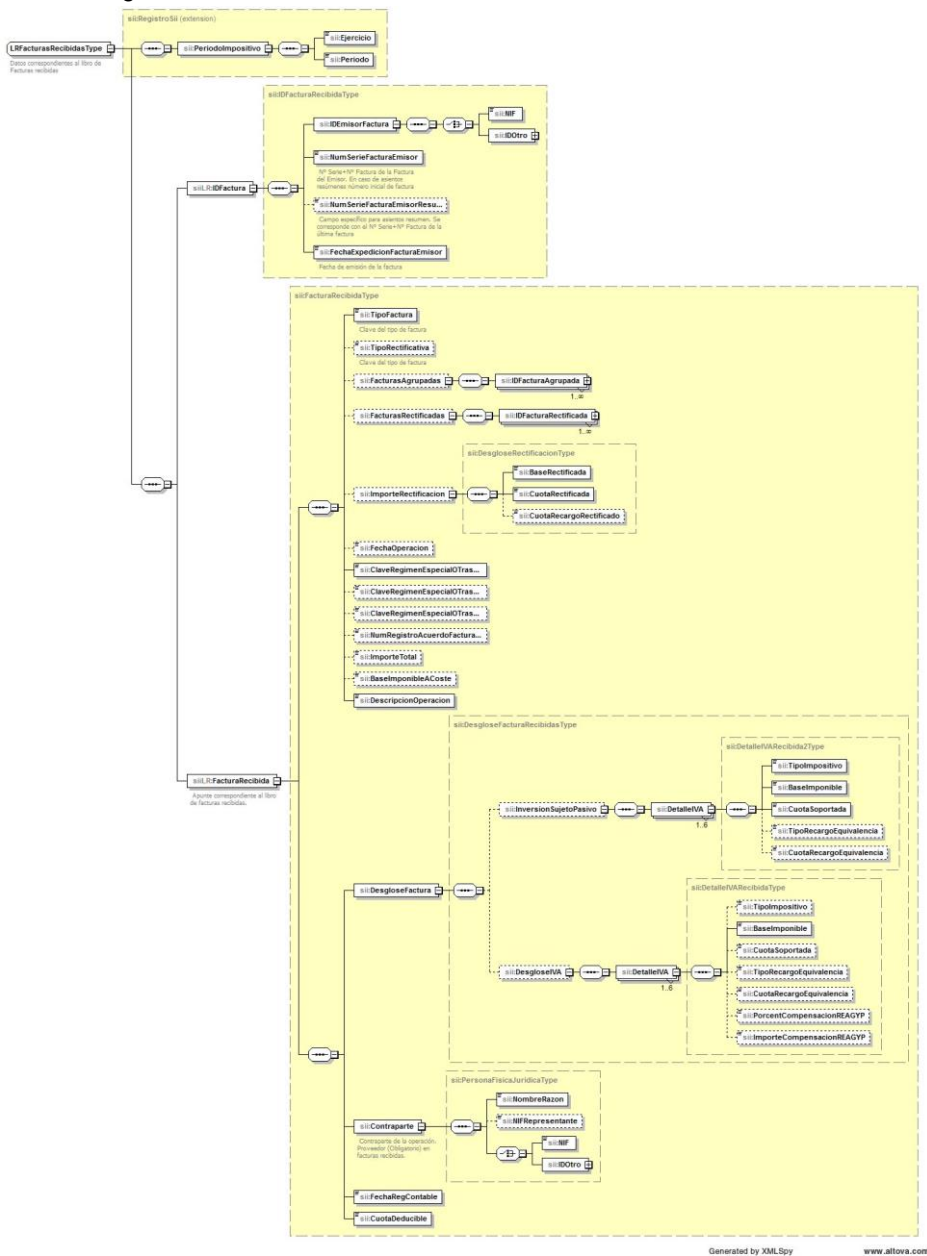 sii:RegistroSii (extension)
LRFacturasRecibidasType
Datos correspondientes al libro de
Facturas recibidas
sii:PeriodoImpositivo
sii:Ejercicio
sii:Periodo
sii:IDFacturaRecibidaType
siiLR:IDFactura
sii:IDEmisorFactura
sii:NIF
sii:IDOtro
sii:NumSerieFacturaEmisor
Nº Serie+Nº Factura de la Factura
del Emisor. En caso de asientos
resúmenes número inicial de factura
sii:NumSerieFacturaEmisorResu...
Campo específico para asientos resumen. Se
corresponde con el Nº Serie+Nº Factura de la
última factura
sii:FechaExpedicionFacturaEmisor
Fecha de emisión de la factura
sii:FacturaRecibidaType
sii:TipoFactura
Clave del tipo de factura
sii:TipoRectificativa
Clave del tipo de factura
sii:FacturasAgrupadas
sii:IDFacturaAgrupada
1..∞
sii:FacturasRectificadas
sii:IDFacturaRectificada
1..∞
sii:DesgloseRectificacionType
sii:ImporteRectificacion
sii:BaseRectificada
sii:CuotaRectificada
sii:CuotaRecargoRectificado
sii:FechaOperacion
sii:ClaveRegimenEspecialOTras...
sii:ClaveRegimenEspecialOTras...
sii:ClaveRegimenEspecialOTras...
sii:NumRegistroAcuerdoFactura...
sii:ImporteTotal
sii:BaseImponibleACoste
sii:DescripcionOperacion
siiLR:FacturaRecibida
Apunte correspondiente al libro
de facturas recibidas.
sii:DesgloseFacturaRecibidasType
sii:DesgloseFactura
sii:InversionSujetoPasivo
sii:DetalleIVA
1..6
sii:DetalleIVARecibida2Type
sii:TipoImpositivo
sii:BaseImponible
sii:CuotaSoportada
sii:TipoRecargoEquivalencia
sii:CuotaRecargoEquivalencia
sii:DetalleIVARecibidaType
sii:DesgloseIVA
sii:DetalleIVA
1..6
sii:TipoImpositivo
sii:BaseImponible
sii:CuotaSoportada
sii:TipoRecargoEquivalencia
sii:CuotaRecargoEquivalencia
sii:PorcentCompensacionREAGYP
sii:ImporteCompensacionREAGYP
sii:PersonaFisicaJuridicaType
sii:Contraparte
Contraparte de la operación.
Proveedor (Obligatorio) en
facturas recibidas.
sii:NombreRazon
sii:NIFRepresentante
sii:NIF
sii:IDOtro
sii:FechaRegContable
sii:CuotaDeducible
Generated by XMLSpy
www.altova.com